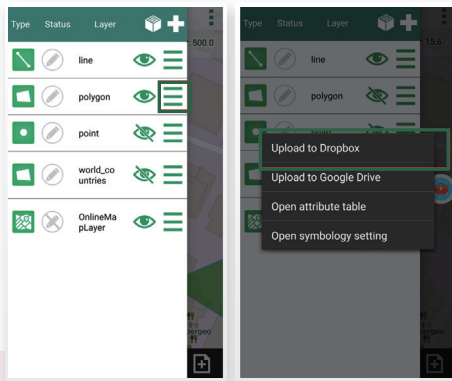 Type Status Layer
: 500.0
line
polygon
point
world_co
untries
OnlineMa
pLayer
Type Status Layer
: 15.6
line
polygon
Upload to Dropbox
Upload to Google Drive
Open attribute table
Open symbology setting